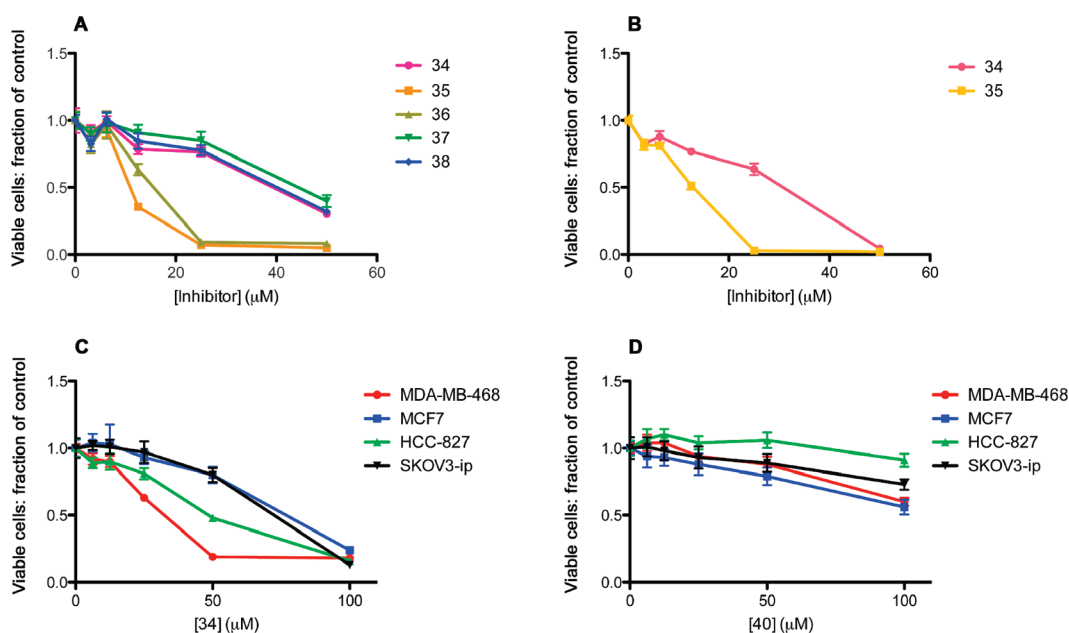 A
Viable cells: fraction of control
1.5
1.0
0.5
0.0
0
20
40
60
[Inhibitor] (μM)
34
35
36
37
38
B
Viable cells: fraction of control
1.5
1.0
0.5
0.0
0
20
40
60
[Inhibitor] (μM)
34
35
C
Viable cells: fraction of control
1.5
1.0
0.5
0.0
0
50
100
[34] (μM)
MDA-MB-468
MCF7
HCC-827
SKOV3-ip
D
Viable cells: fraction of control
1.5
1.0
0.5
0.0
0
50
100
[40] (μM)
MDA-MB-468
MCF7
HCC-827
SKOV3-ip